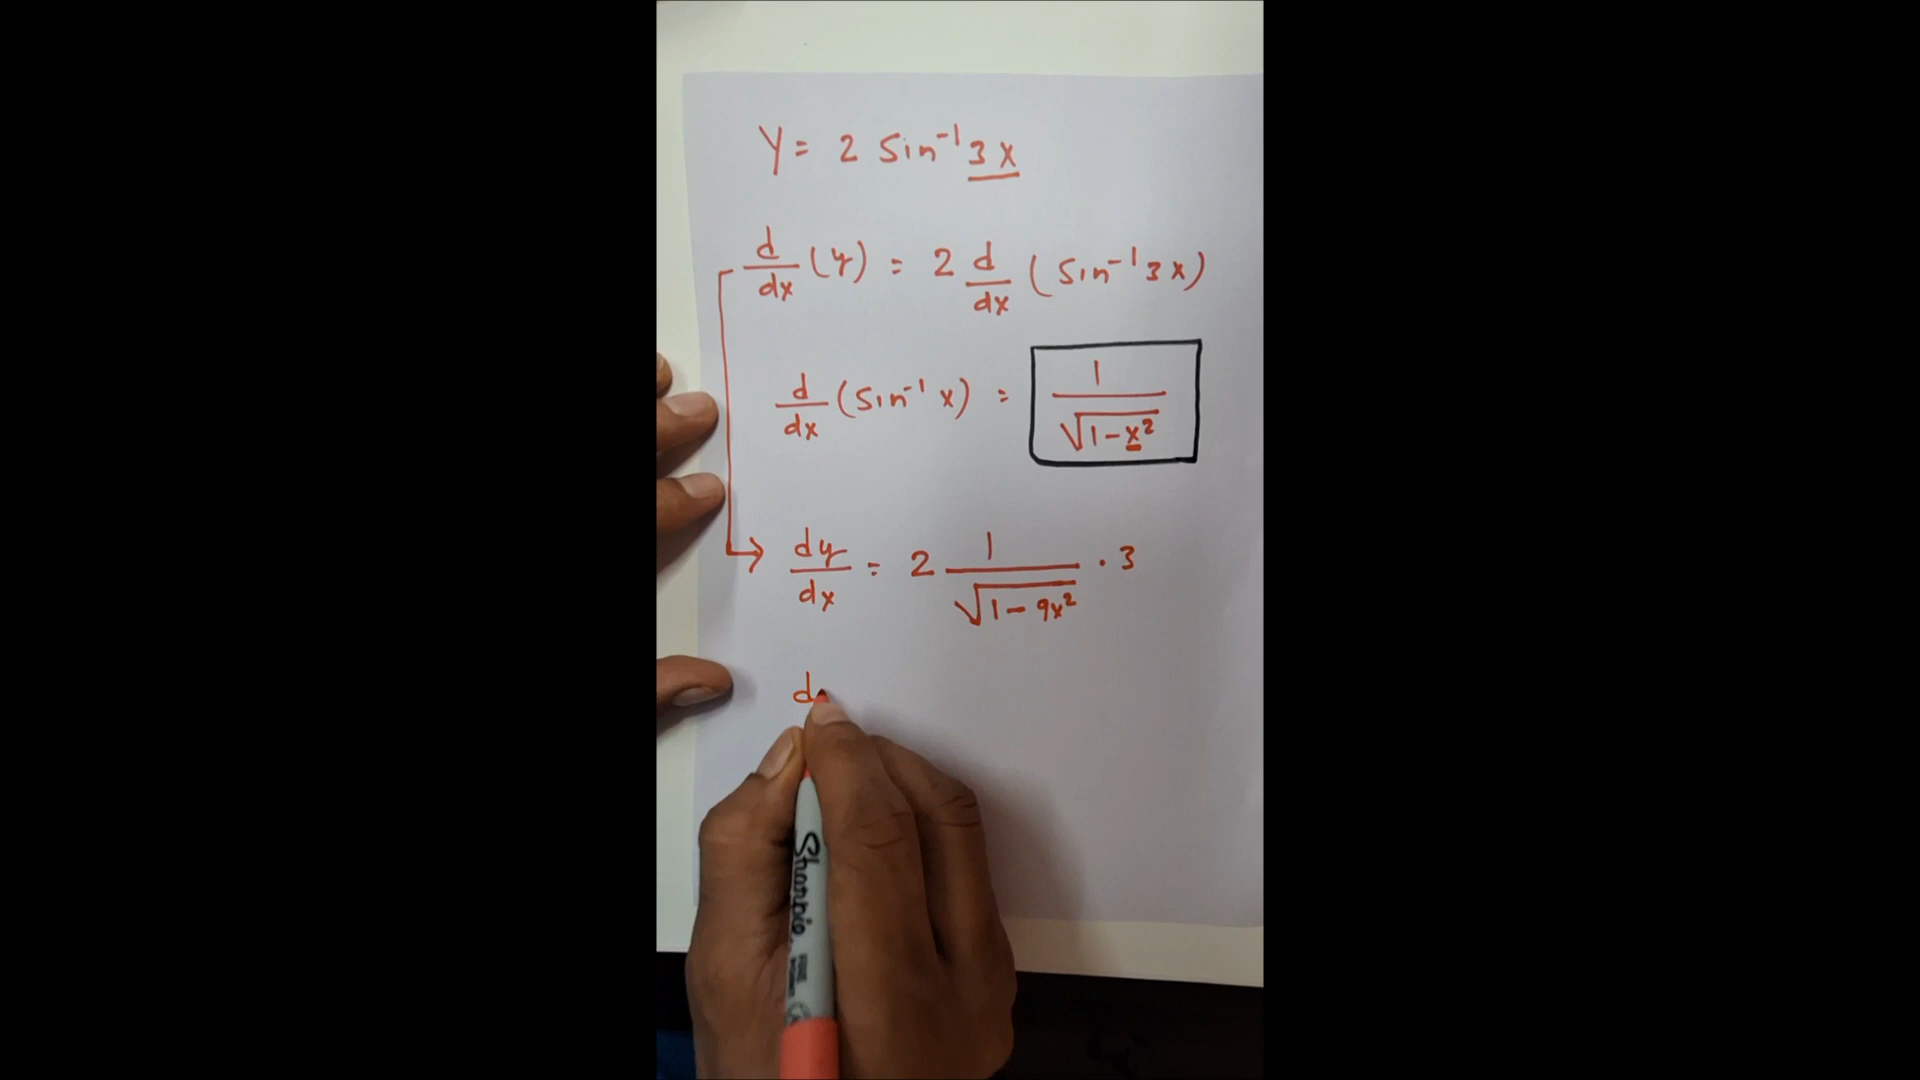 Y = 2 Sin⁻¹ 3x
d/dx (y) = 2 d/dx (Sin⁻¹ 3x)
d/dx (Sin⁻¹ x) = 1/√(1-x²)
dy/dx = 2 1/√(1-9x²) · 3
d
Sharpie